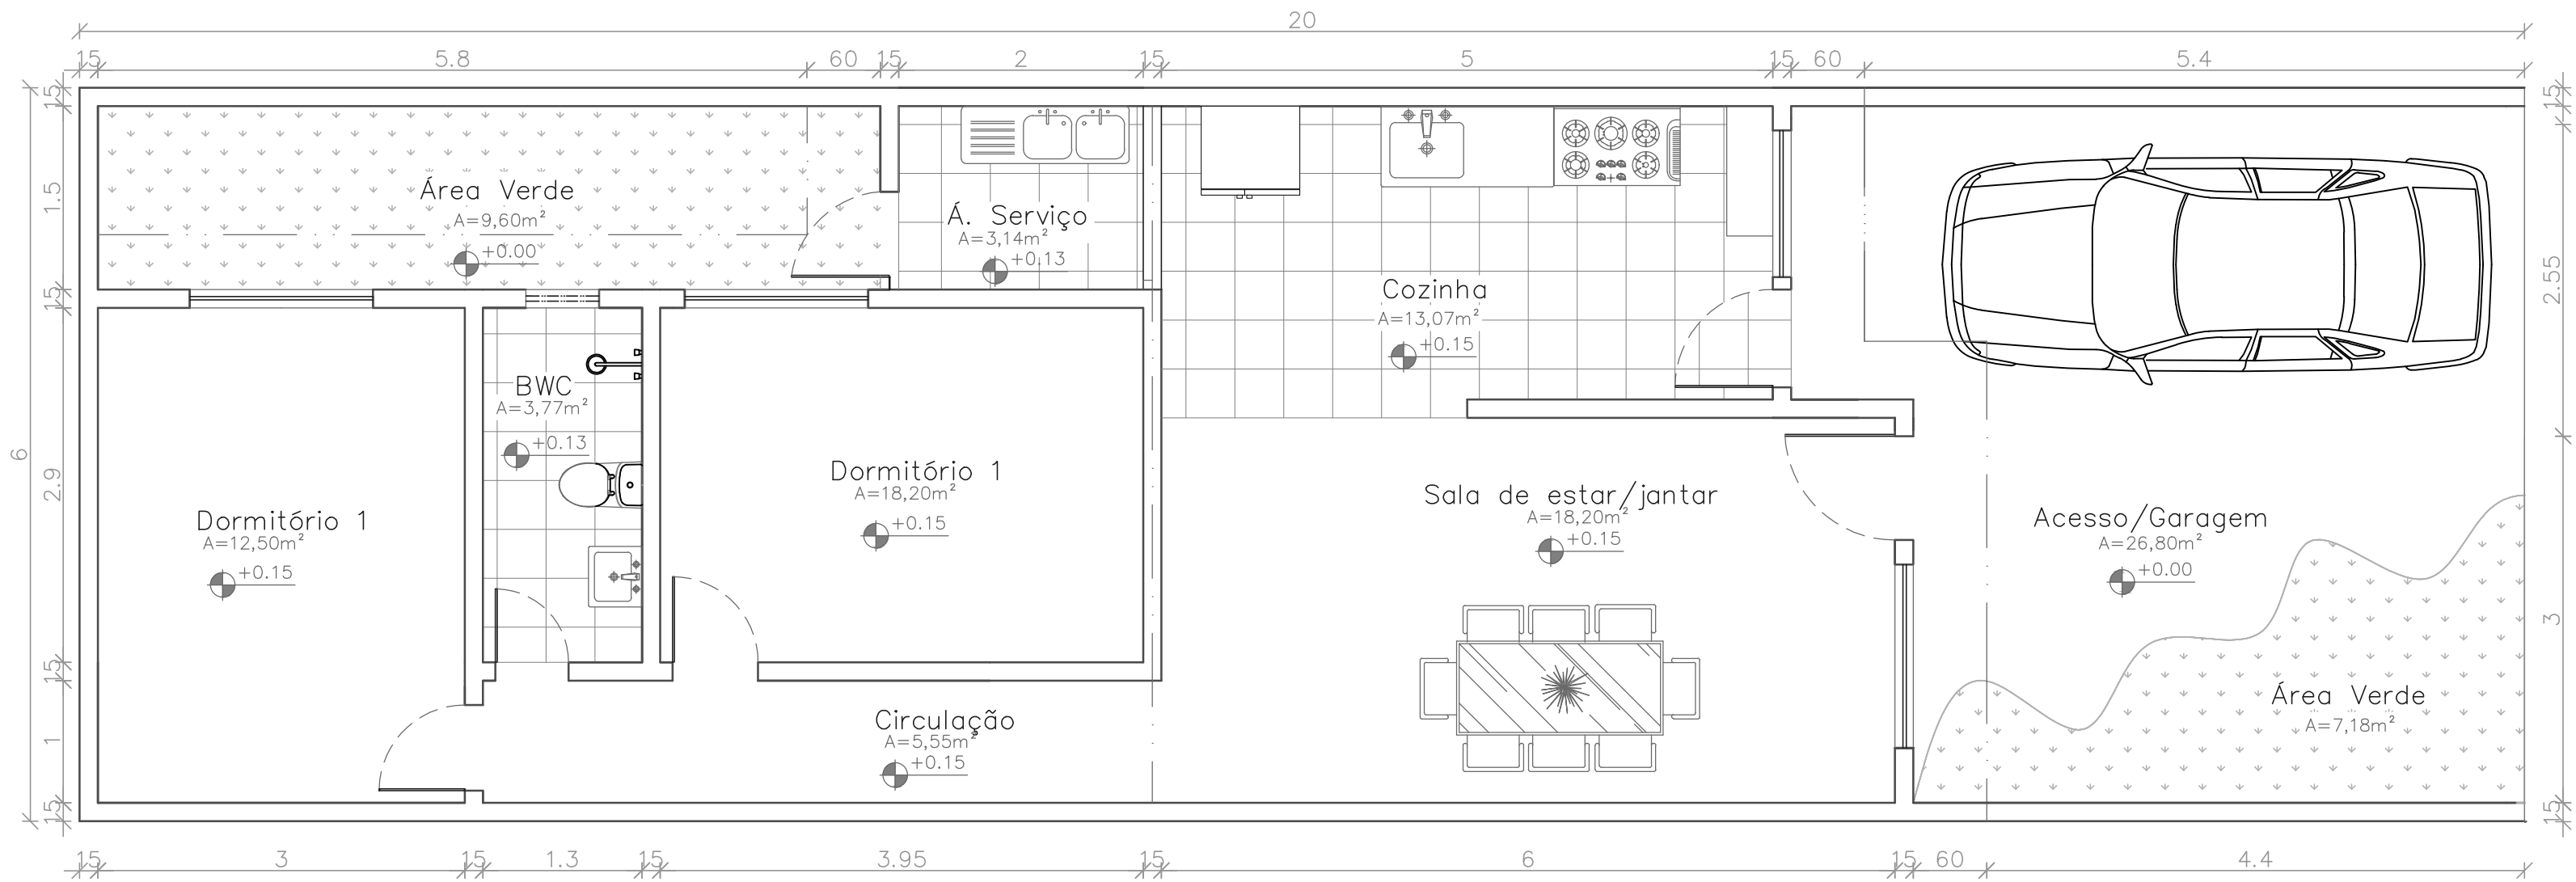 20
15 5.8 60 15 2 15 5 15 60 5.4
6
15
1.5
15
2.9
15
1
15
Área Verde
A=9,60m²
+0.00
Á. Serviço
A=3,14m²
+0.13
Cozinha
A=13,07m²
+0.15
BWC
A=3,77m²
+0.13
Dormitório 1
A=12,50m²
+0.15
Dormitório 1
A=18,20m²
+0.15
Sala de estar/jantar
A=18,20m²
+0.15
Circulação
A=5,55m²
+0.15
Acesso/Garagem
A=26,80m²
+0.00
Área Verde
A=7,18m²
15
2.55
3
15
15 3 15 1.3 15 3.95 15 6 15 60 4.4